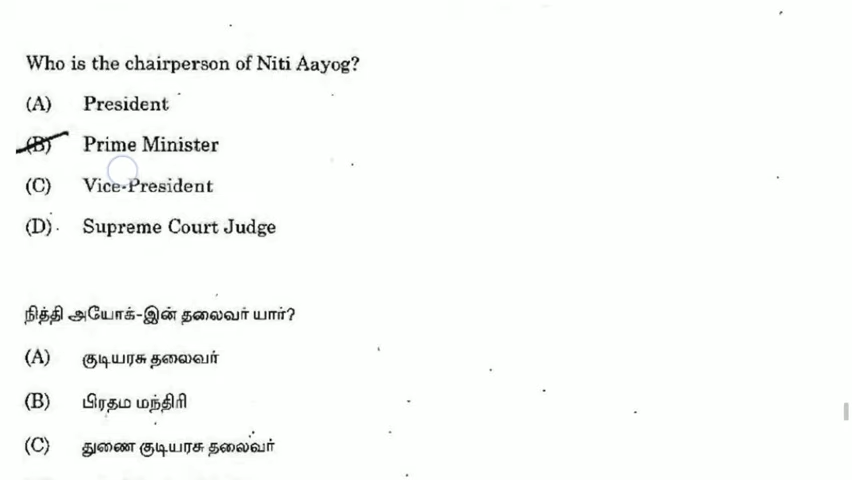 Who is the chairperson of Niti Aayog?
(A) President
(B) Prime Minister
(C) Vice-President
(D) Supreme Court Judge
நித்தி அயோக்-இன் தலைவர் யார்?
(A) குடியரசு தலைவர்
(B) பிரதம மந்திரி
(C) துணை குடியரசு தலைவர்